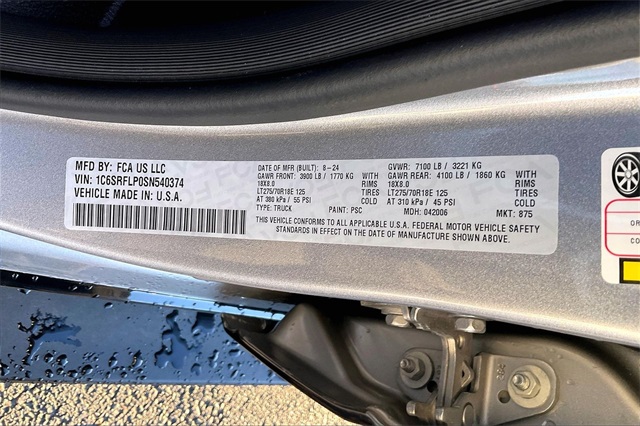 MFD BY: FCA US LLC
VIN: 1C6SRFLP0SN540374
VEHICLE MADE IN: U.S.A.
DATE OF MFR (BUILT): 8-24
GAWR FRONT: 3900 LB / 1770 KG WITH
18X8.0 TIRES
LT275/70R18E 125 COLD
AT 380 kPa / 55 PSI
TYPE: TRUCK PAINT: PSC
GVWR: 7100 LB / 3221 KG
GAWR REAR: 4100 LB / 1860 KG WITH
18X8.0 TIRES
LT275/70R18E 125 COLD
AT 310 kPa / 45 PSI
MDH: 042006 MKT: 875
THIS VEHICLE CONFORMS TO ALL APPLICABLE U.S.A. FEDERAL MOTOR VEHICLE SAFETY
STANDARDS IN EFFECT ON THE DATE OF MANUFACTURE SHOWN ABOVE.